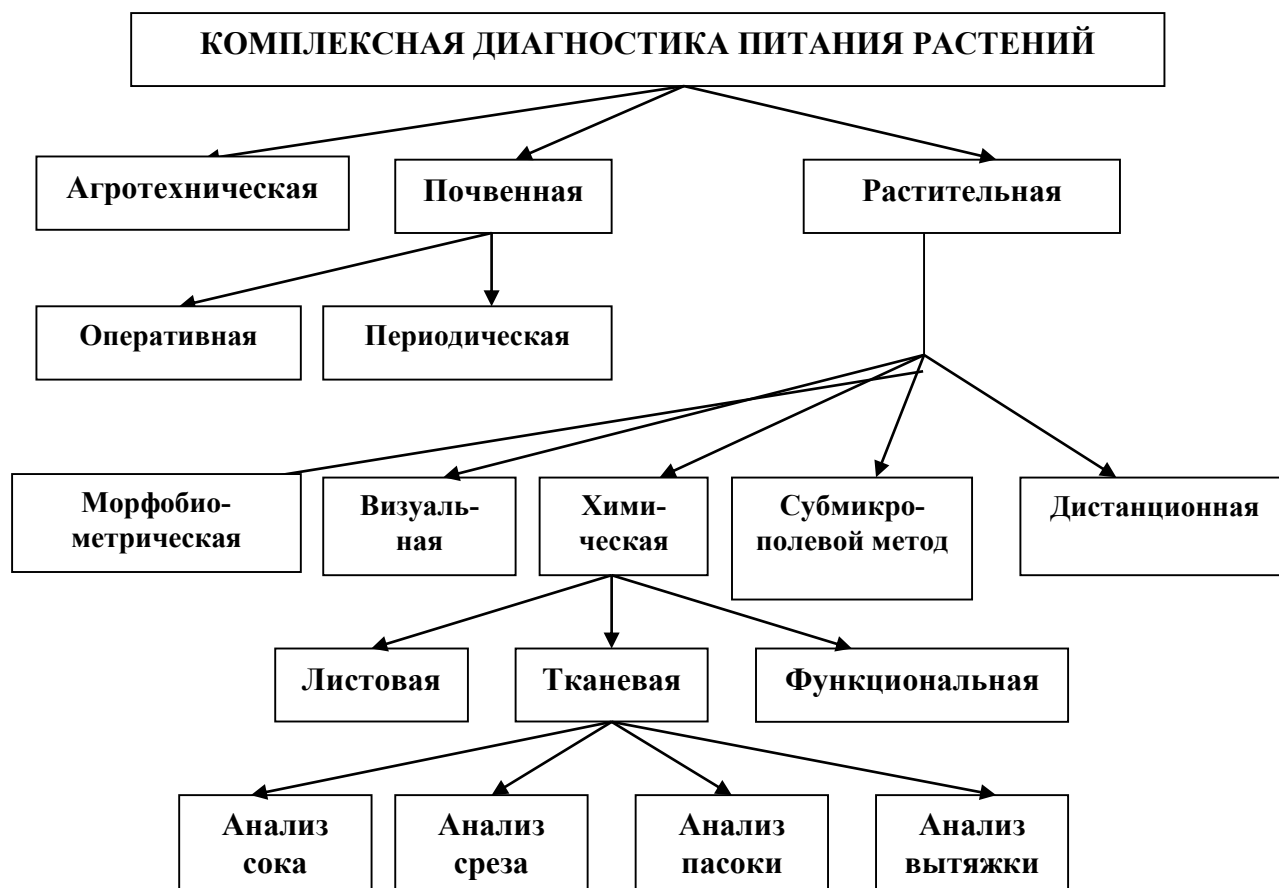 КОМПЛЕКСНАЯ ДИАГНОСТИКА ПИТАНИЯ РАСТЕНИЙ
Агротехническая
Почвенная
Растительная
Оперативная
Периодическая
Морфобио-
метрическая
Визуаль-
ная
Хими-
ческая
Субмикро-
полевой метод
Дистанционная
Листовая
Тканевая
Функциональная
Анализ
сока
Анализ
среза
Анализ
пасоки
Анализ
вытяжки